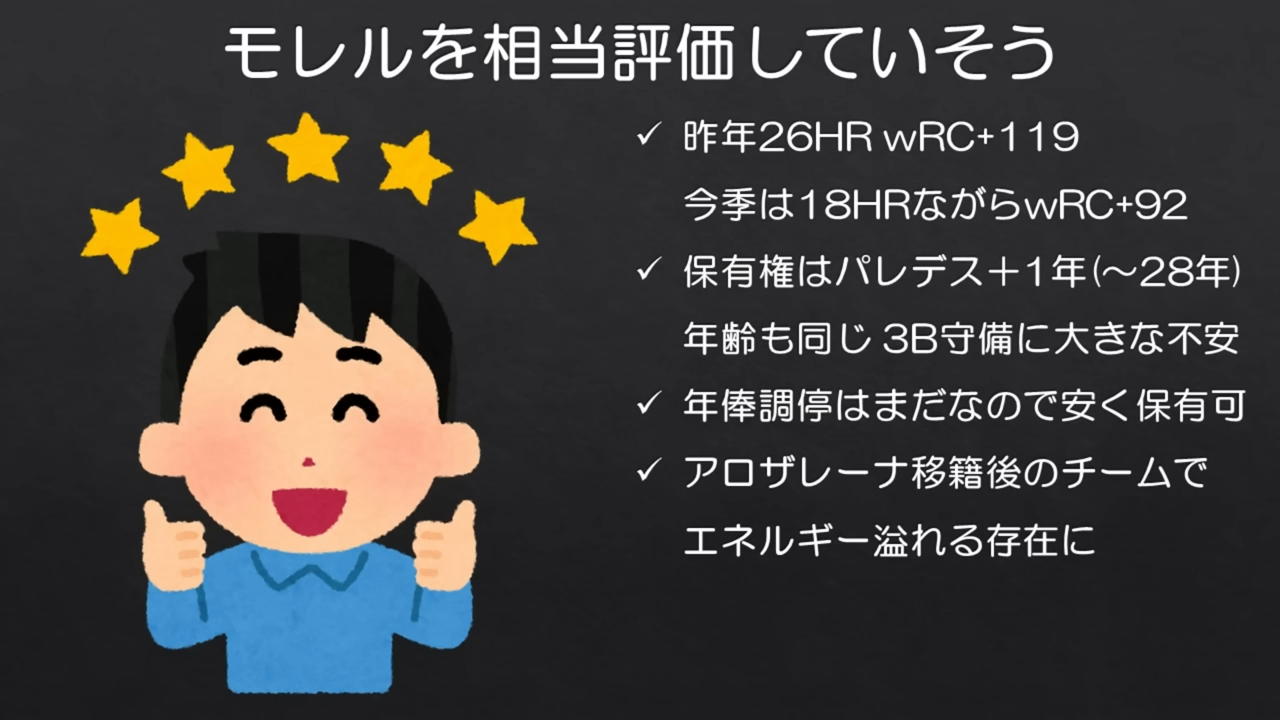 モレルを相当評価していそう
✓ 昨年26HR wRC+119
今季は18HRながらwRC+92
✓ 保有権はパレデス＋1年(～28年)
年齢も同じ 3B守備に大きな不安
✓ 年俸調停はまだなので安く保有可
✓ アロザレーナ移籍後のチームで
エネルギー溢れる存在に